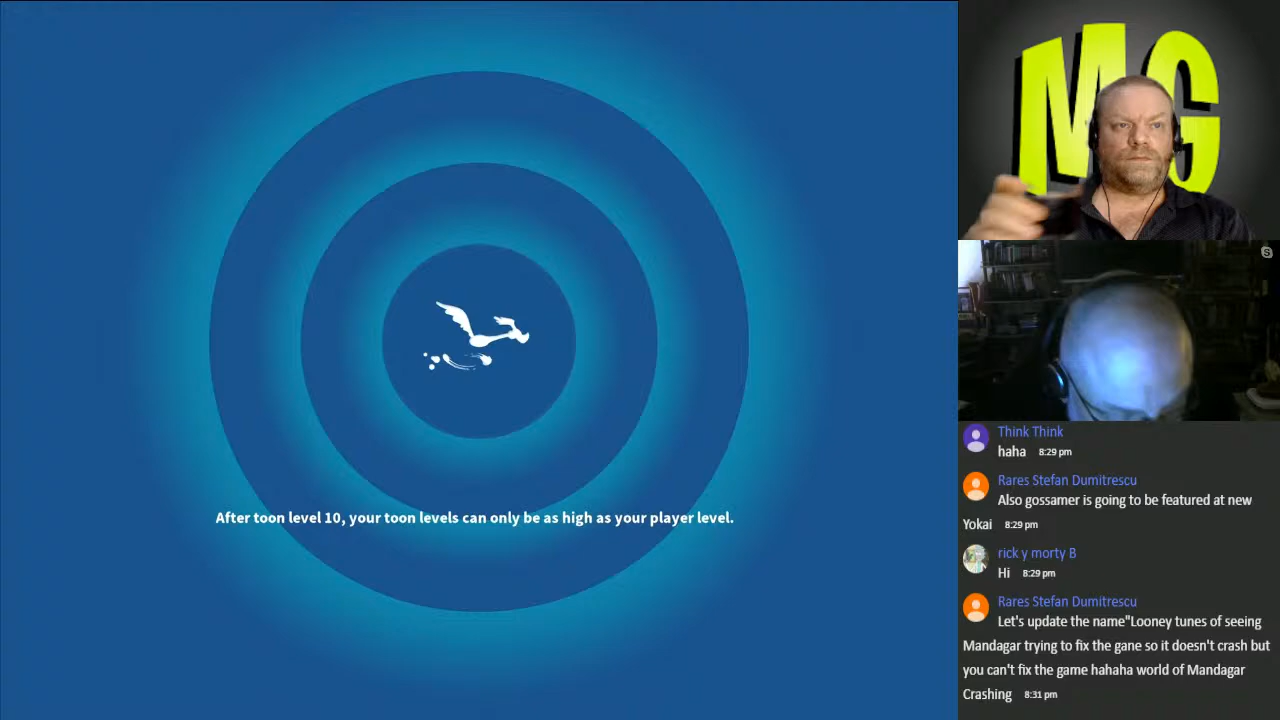 MG
After toon level 10, your toon levels can only be as high as your player level.
Think Think
haha 8:29 pm
Rares Stefan Dumitrescu
Also gossamer is going to be featured at new
Yokai 8:29 pm
rick y morty B
Hi 8:29 pm
Rares Stefan Dumitrescu
Let's update the name"Looney tunes of seeing
Mandagar trying to fix the gane so it doesn't crash but
you can't fix the game hahaha world of Mandagar
Crashing 8:31 pm